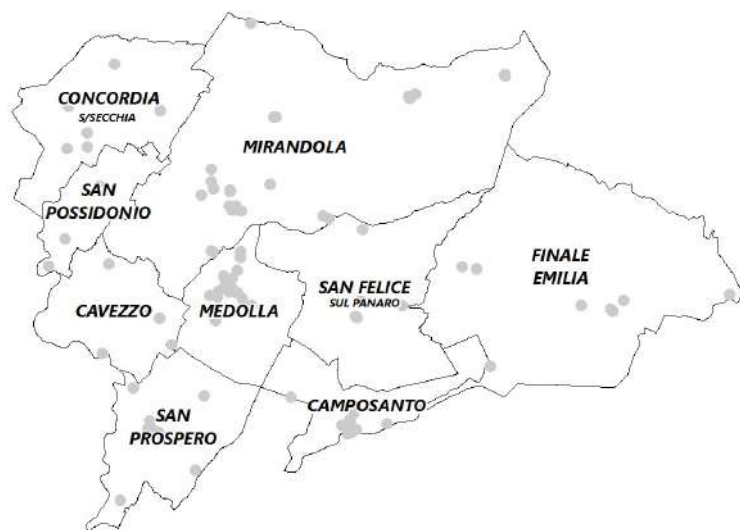 CONCORDIA
S/SECCHIA
MIRANDOLA
SAN
POSSIDONIO
FINALE
EMILIA
SAN FELICE
SUL PANARO
CAVEZZO
MEDOLLA
CAMPOSANTO
SAN
PROSPERO